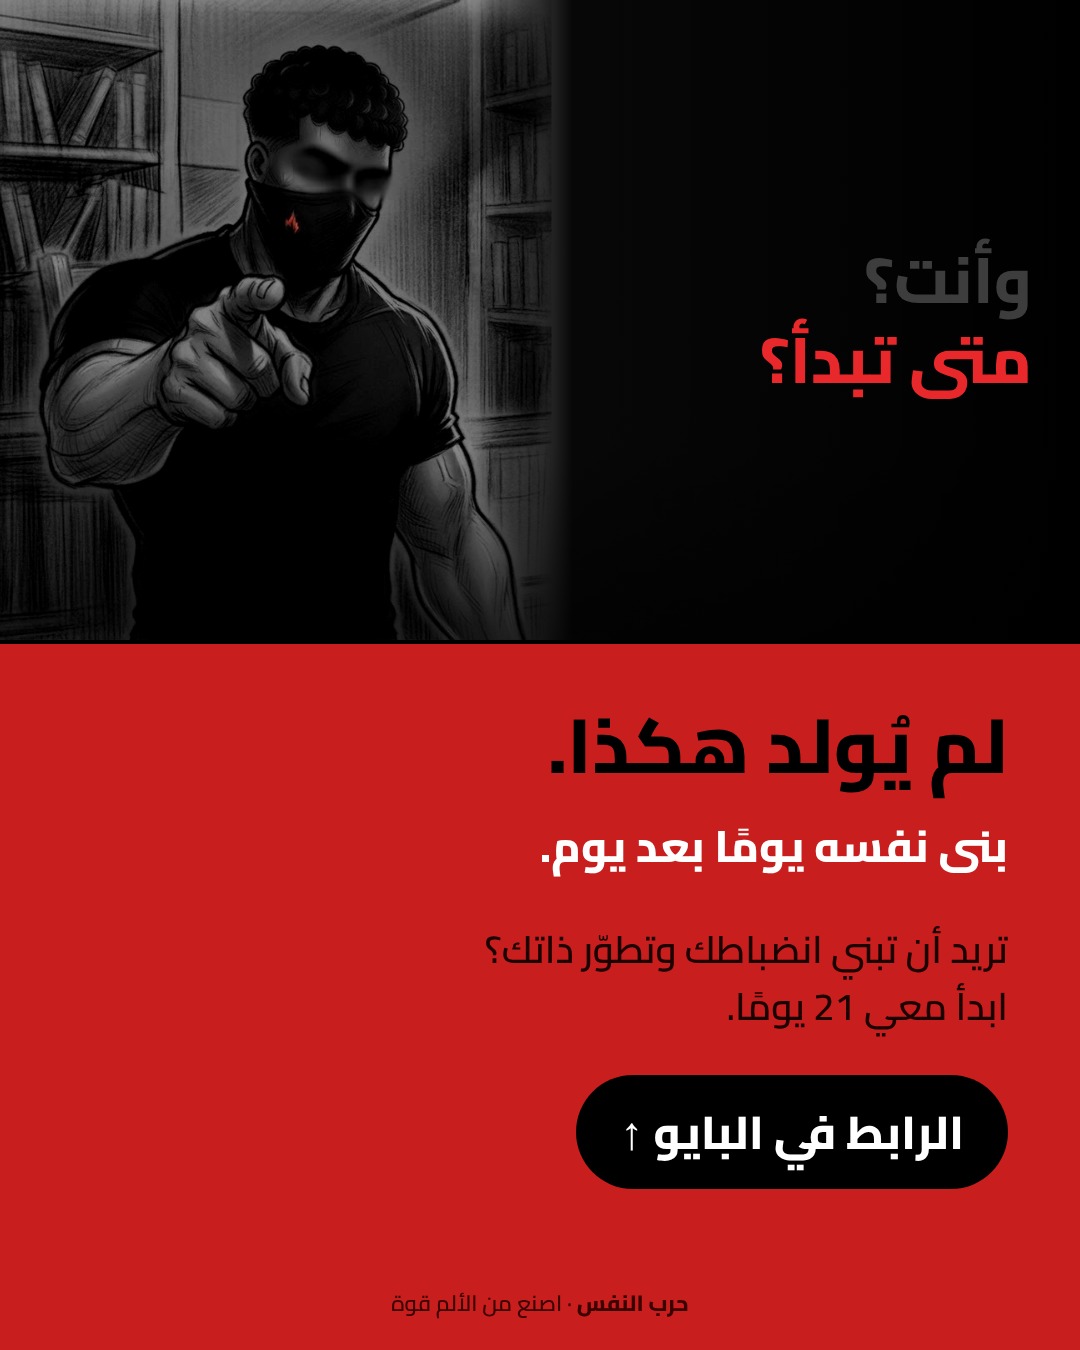 وأنت؟
متى تبدأ؟
لم يُولد هكذا.
بنى نفسه يومًا بعد يوم.
تريد أن تبني انضباطك وتطوّر ذاتك؟
ابدأ معي 21 يومًا.
الرابط في البايو ↑
حرب النفس · اصنع من الألم قوة